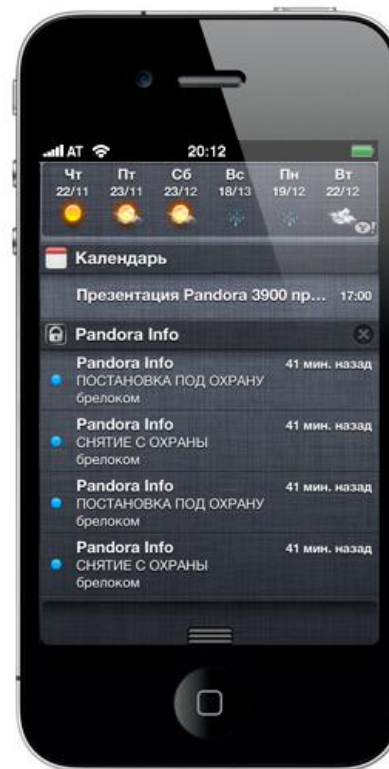 AT 20:12
Чт Пт Сб Вс Пн Вт
22/11 23/11 23/12 18/13 19/12 22/12
Y!
Календарь
Презентация Pandora 3900 пр... 17:00
Pandora Info
Pandora Info 41 мин. назад
ПОСТАНОВКА ПОД ОХРАНУ
брелоком
Pandora Info 41 мин. назад
СНЯТИЕ С ОХРАНЫ
брелоком
Pandora Info 41 мин. назад
ПОСТАНОВКА ПОД ОХРАНУ
брелоком
Pandora Info 41 мин. назад
СНЯТИЕ С ОХРАНЫ
брелоком